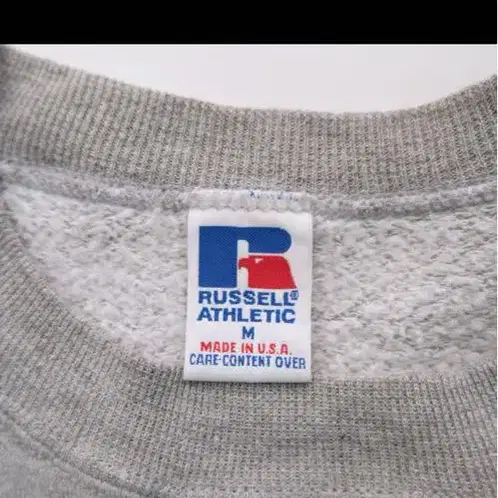 R
RUSSELL®
ATHLETIC
M
MADE IN U.S.A.
CARE-CONTENT OVER